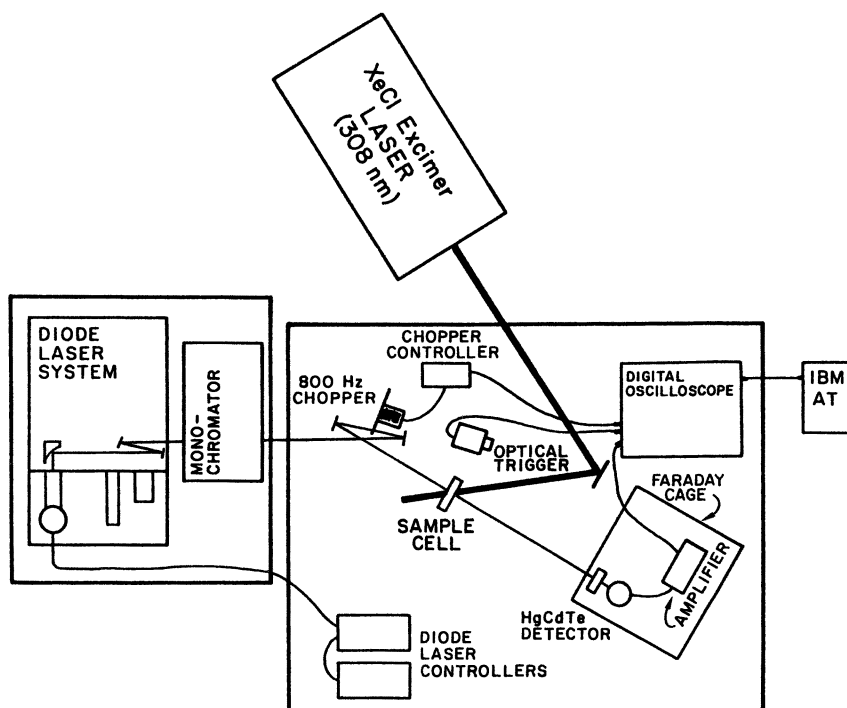 XeCl Excimer
LASER
(308 nm)
DIODE
LASER
SYSTEM
MONO-
CHROMATOR
800 Hz
CHOPPER
CHOPPER
CONTROLLER
OPTICAL
TRIGGER
DIGITAL
OSCILLOSCOPE
IBM
AT
SAMPLE
CELL
FARADAY
CAGE
AMPLIFIER
HgCdTe
DETECTOR
DIODE
LASER
CONTROLLERS